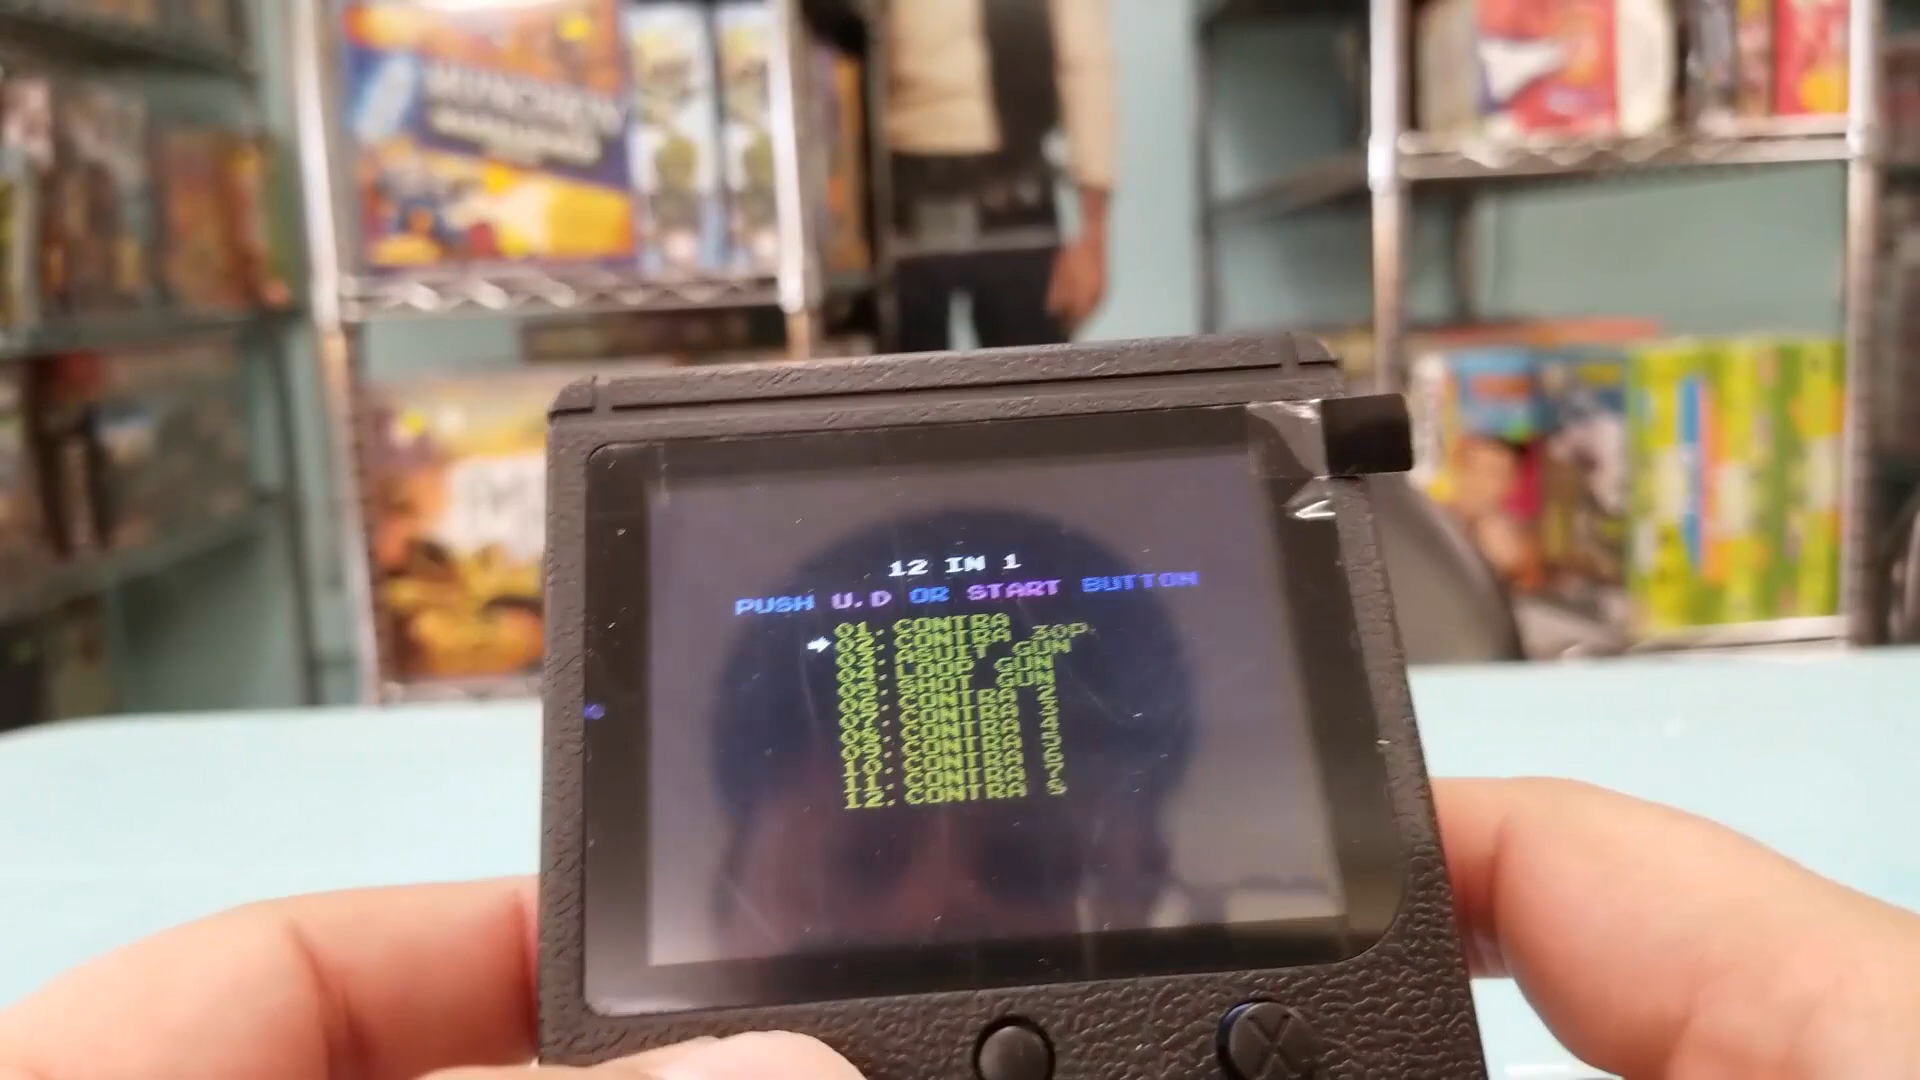 MUNCHKIN
12 IN 1
PUSH U.D OR START BUTTON
01. CONTRA
02. CONTRA 30P
03. ASUIT GUN
04. LOOP GUN
05. SHOT GUN
06. CONTRA 2
07. CONTRA 3
08. CONTRA 4
09. CONTRA 5
10. CONTRA 6
11. CONTRA 7
12. CONTRA 8
X